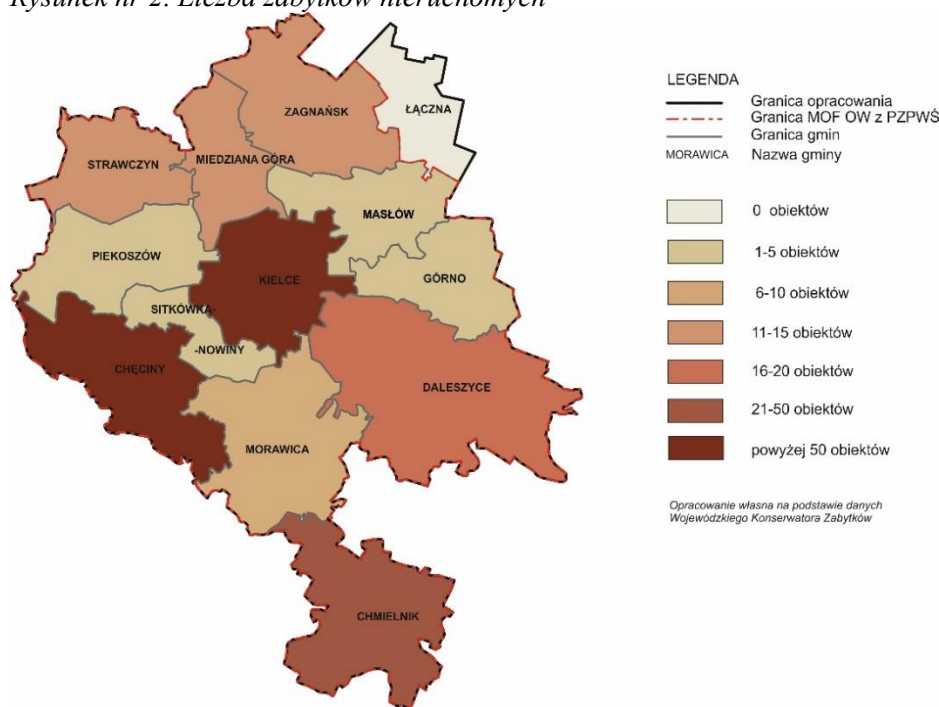 Rysunek nr 2. Liczba zabytków nieruchomych
ZAGNAŃSK
ŁĄCZNA
STRAWCZYN
MIEDZIANA GÓRA
MASŁÓW
PIEKOSZÓW
KIELCE
GÓRNO
SITKÓWKA-
-NOWINY
CHĘCINY
DALESZYCE
MORAWICA
CHMIELNIK
LEGENDA
Granica opracowania
Granica MOF OW z PZPWŚ
Granica gmin
MORAWICA Nazwa gminy
0 obiektów
1-5 obiektów
6-10 obiektów
11-15 obiektów
16-20 obiektów
21-50 obiektów
powyżej 50 obiektów
Opracowanie własna na podstawie danych
Wojewódzkiego Konserwatora Zabytków